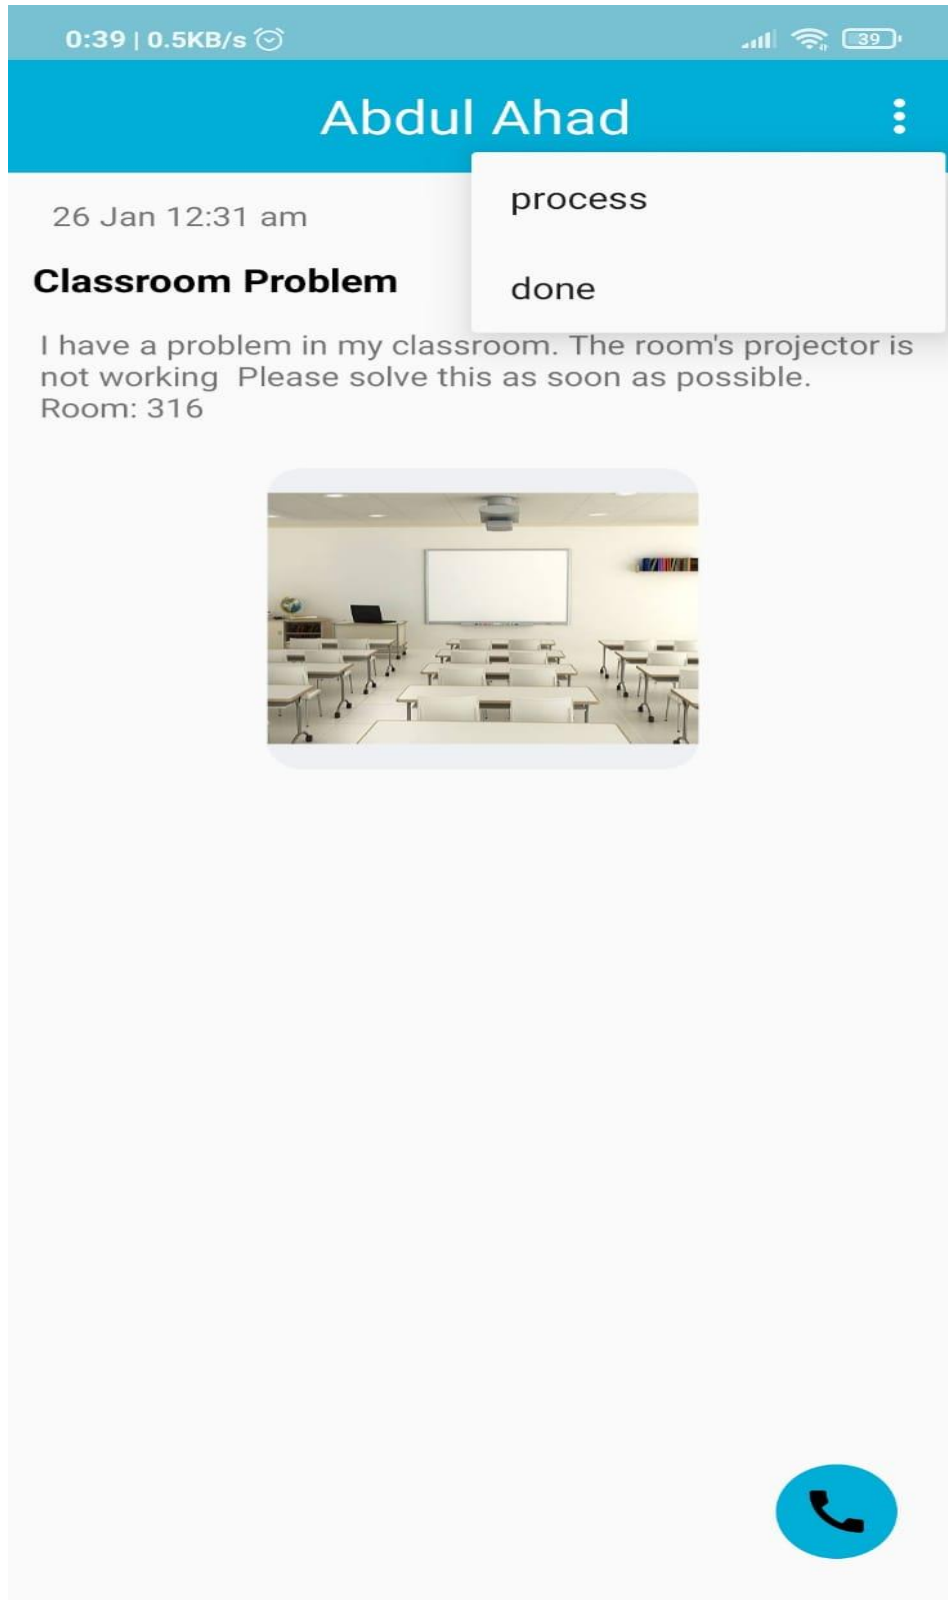 0:39 | 0.5KB/s 39
Abdul Ahad
process
26 Jan 12:31 am
Classroom Problem
done
I have a problem in my classroom. The room's projector is
not working  Please solve this as soon as possible.
Room: 316